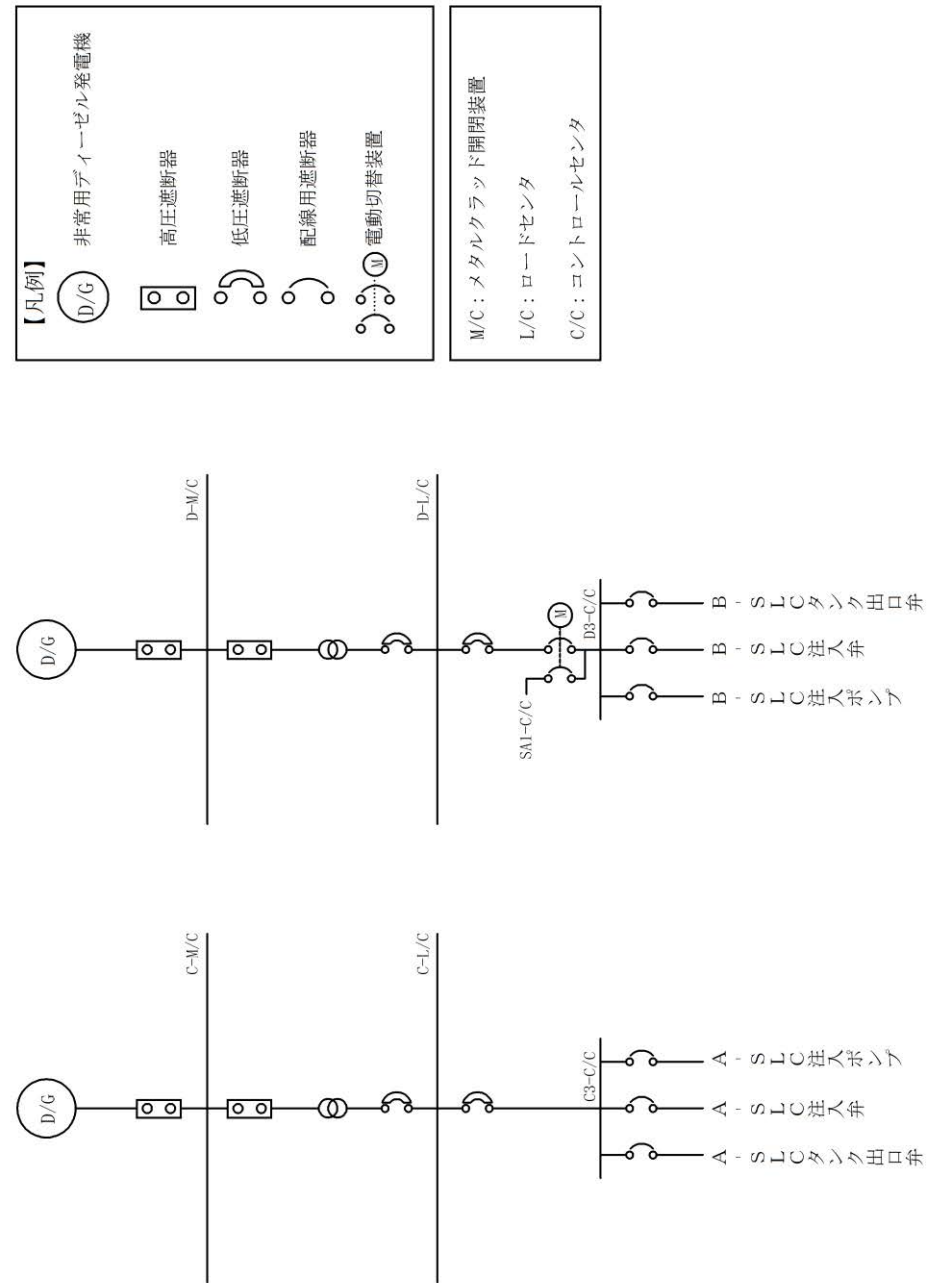 【凡例】
D/G
非常用ディーゼル発電機
高圧遮断器
低圧遮断器
配線用遮断器
M
電動切替装置
M/C：メタルクラッド開閉装置
L/C：ロードセンタ
C/C：コントロールセンタ
D/G
D-M/C
D-L/C
M
SA1-C/C
D3-C/C
B-SLC注入ポンプ
B-SLC注入弁
B-SLCタンク出口弁
D/G
C-M/C
C-L/C
C3-C/C
A-SLCタンク出口弁
A-SLC注入弁
A-SLC注入ポンプ